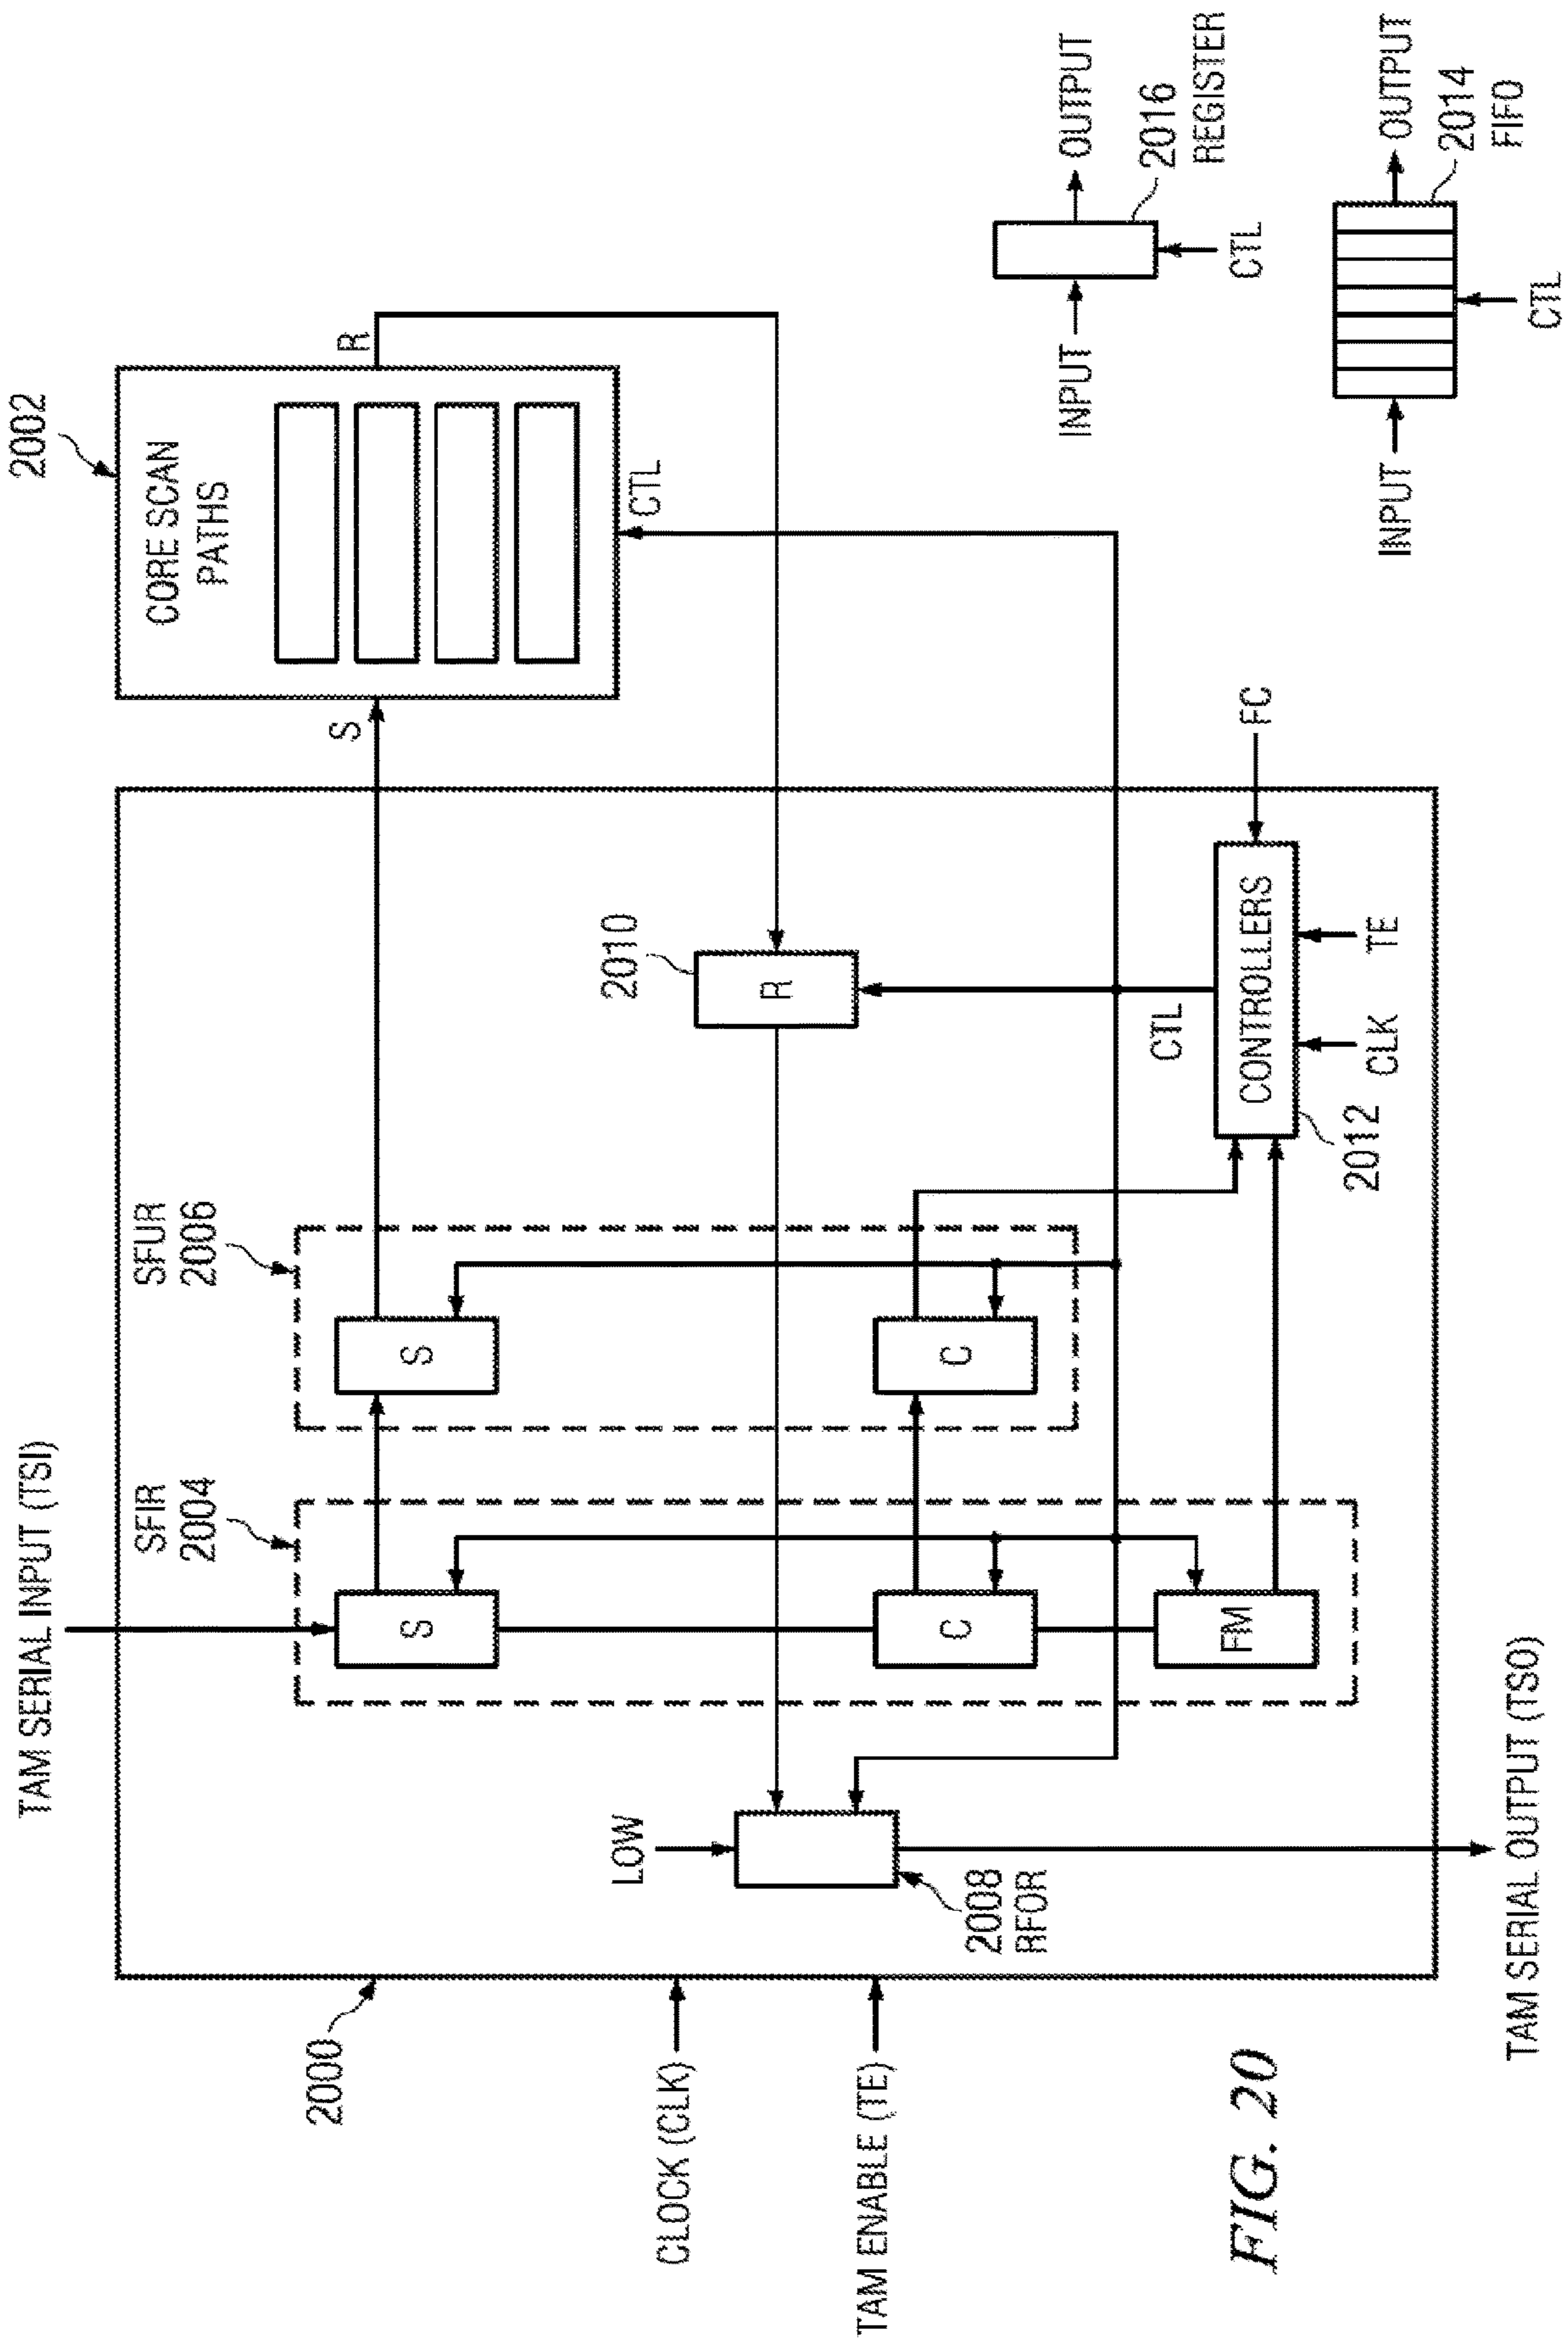 TAM SERIAL INPUT (TSI)
2000
SFIR
2004
SFUR
2006
2002
CORE SCAN
PATHS
S
R
S
S
LOW
2010
R
CTL
CLOCK (CLK)
2008
RFOR
C
C
TAM ENABLE (TE)
FM
CTL
CONTROLLERS
FC
2012
CLK
TE
TAM SERIAL OUTPUT (TSO)
INPUT
OUTPUT
2016
REGISTER
CTL
INPUT
OUTPUT
2014
FIFO
CTL
FIG. 20